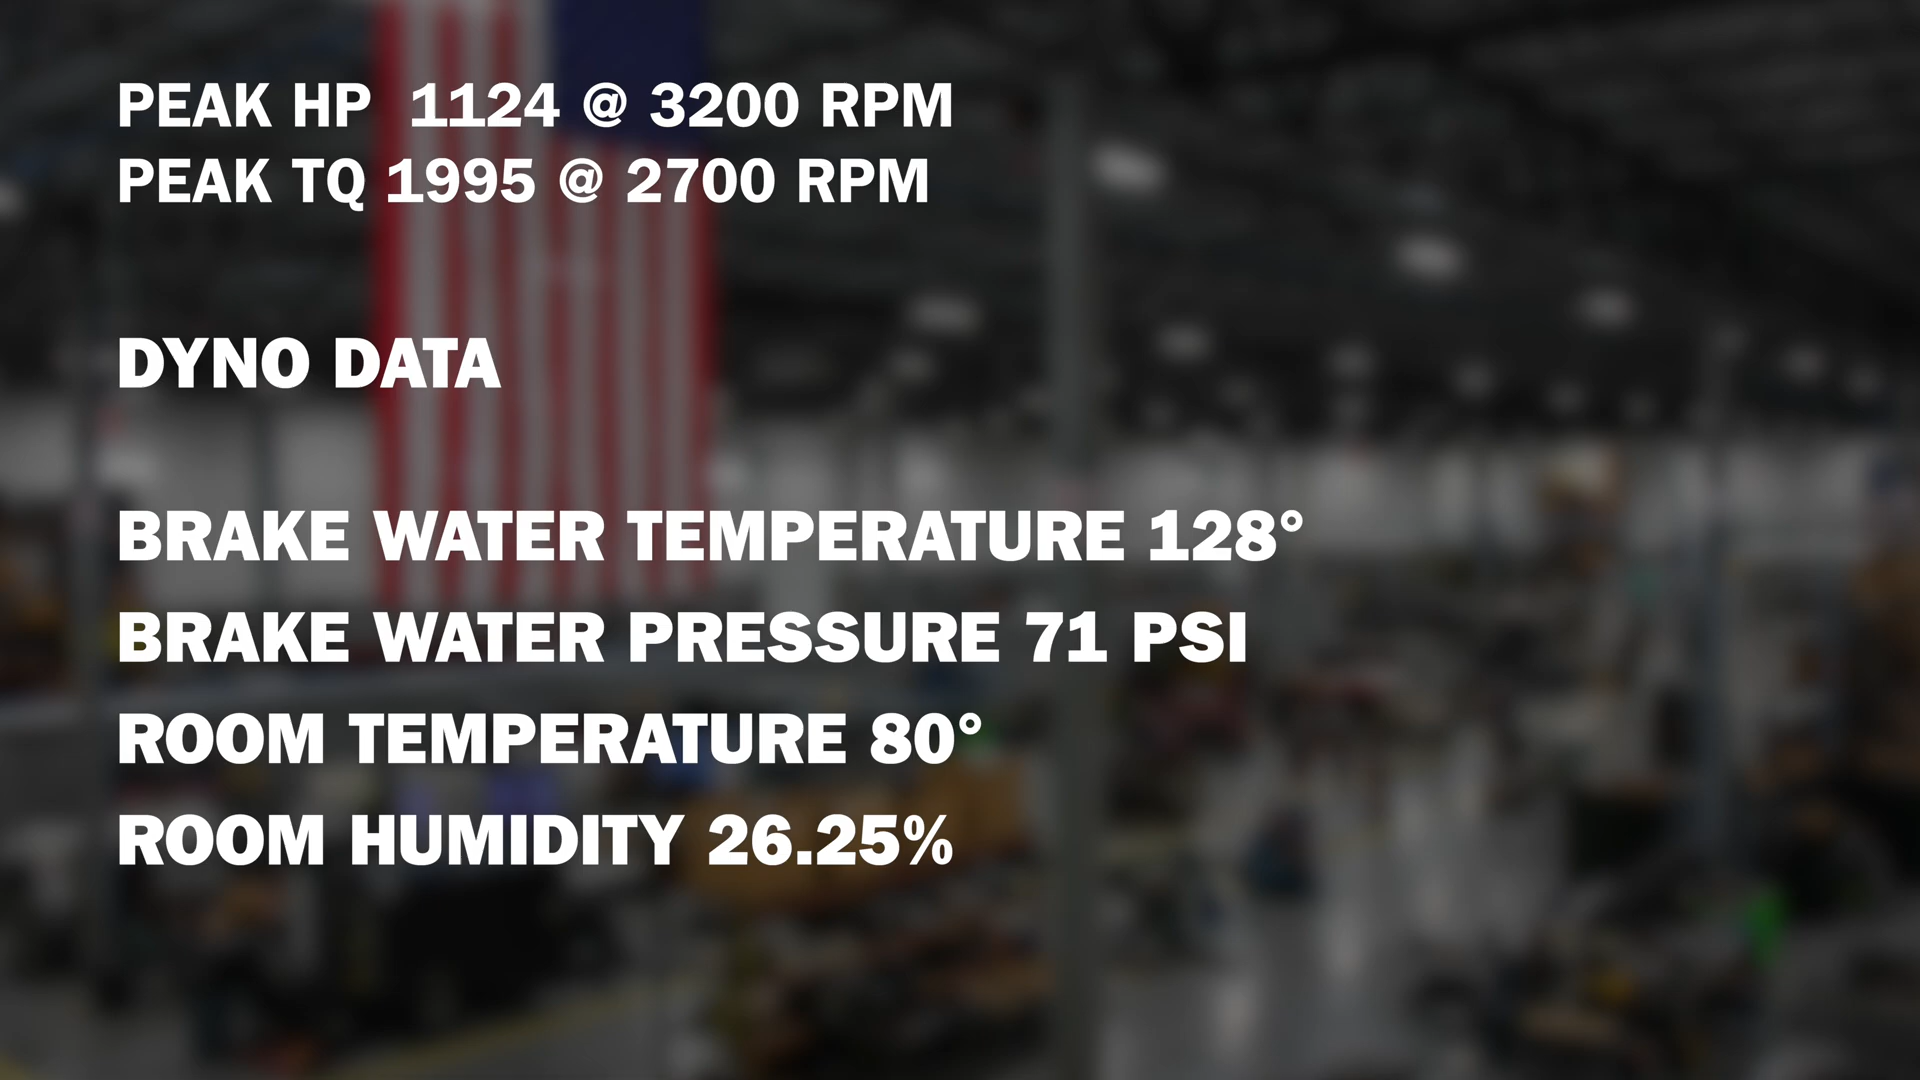 PEAK HP 1124 @ 3200 RPM
PEAK TQ 1995 @ 2700 RPM
DYNO DATA
BRAKE WATER TEMPERATURE 128°
BRAKE WATER PRESSURE 71 PSI
ROOM TEMPERATURE 80°
ROOM HUMIDITY 26.25%